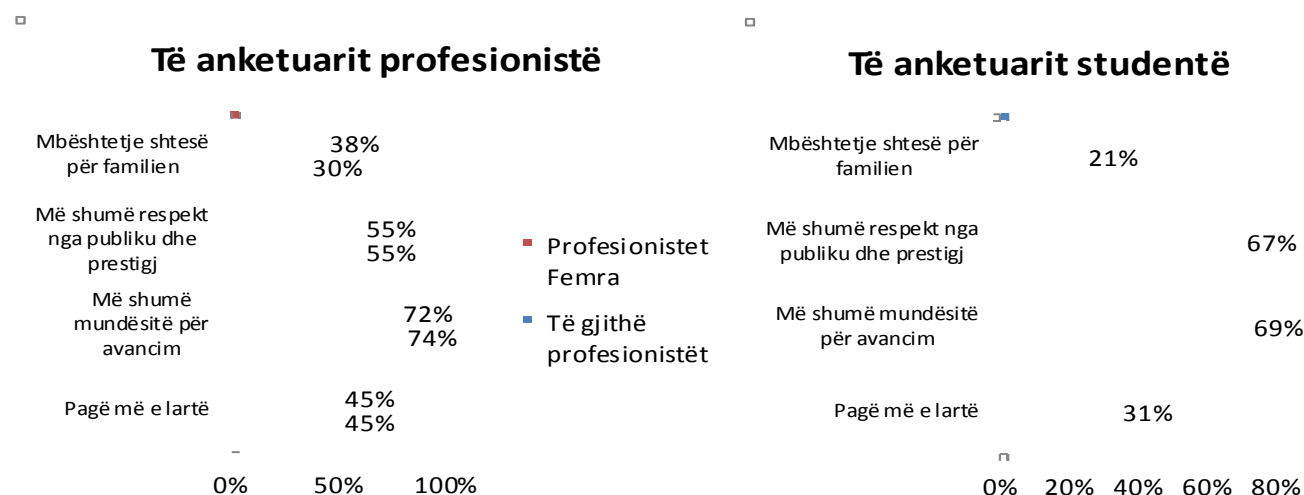 Të anketuarit profesionistë
Mbështetje shtesë
për familien
38%
30%
Më shumë respekt
nga publiku dhe
prestigj
55%
55%
Më shumë
mundësitë për
avancim
72%
74%
Pagë më e lartë
45%
45%
0% 50% 100%
Profesionistet
Femra
Të gjithë
profesionistët
Të anketuarit studentë
Mbështetje shtesë për
familien
21%
Më shumë respekt nga
publiku dhe prestigj
67%
Më shumë mundësitë
për avancim
69%
Pagë më e lartë
31%
0% 20% 40% 60% 80%